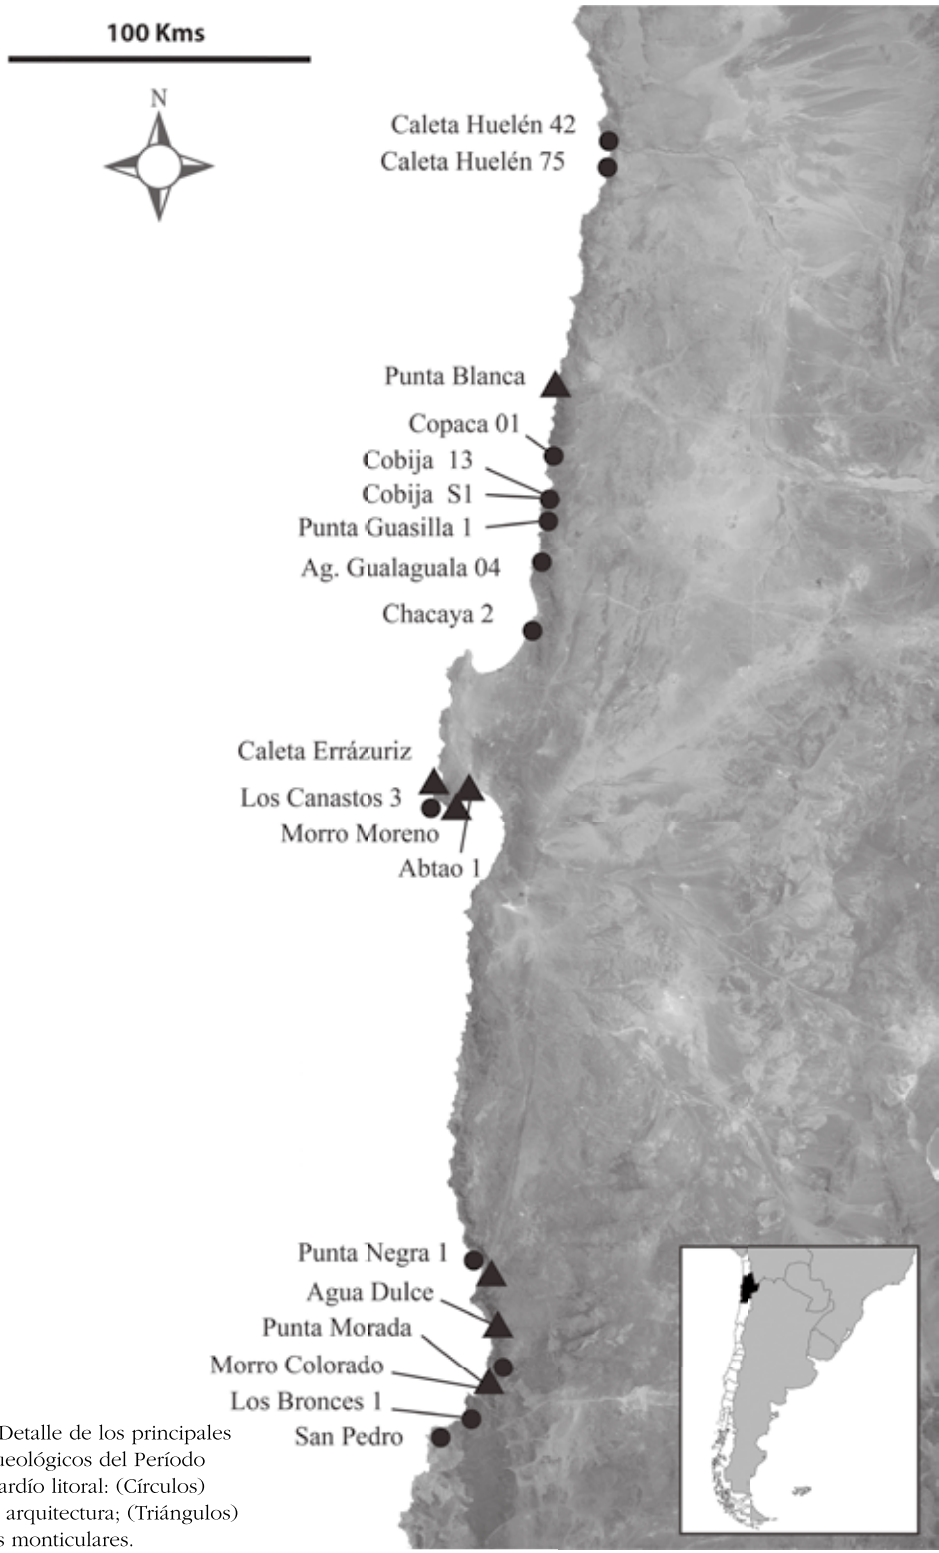 100 Kms
N
Caleta Huelén 42
Caleta Huelén 75
Punta Blanca
Copaca 01
Cobija 13
Cobija S1
Punta Guasilla 1
Ag. Gualaguala 04
Chacaya 2
Caleta Errázuriz
Los Canastos 3
Morro Moreno
Abtao 1
Punta Negra 1
Agua Dulce
Punta Morada
Morro Colorado
Los Bronces 1
San Pedro
Detalle de los principales
ueológicos del Período
ardío litoral: (Círculos)
arquitectura; (Triángulos)
s monticulares.